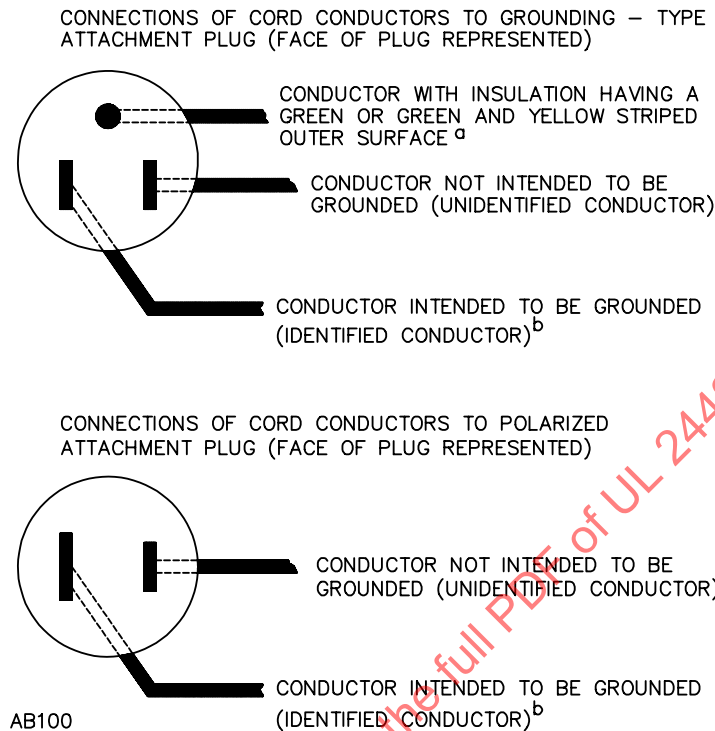 CONNECTIONS OF CORD CONDUCTORS TO GROUNDING – TYPE
ATTACHMENT PLUG (FACE OF PLUG REPRESENTED)
CONDUCTOR WITH INSULATION HAVING A
GREEN OR GREEN AND YELLOW STRIPED
OUTER SURFACE a
CONDUCTOR NOT INTENDED TO BE
GROUNDED (UNIDENTIFIED CONDUCTOR)
CONDUCTOR INTENDED TO BE GROUNDED
(IDENTIFIED CONDUCTOR) b
CONNECTIONS OF CORD CONDUCTORS TO POLARIZED
ATTACHMENT PLUG (FACE OF PLUG REPRESENTED)
CONDUCTOR NOT INTENDED TO BE
GROUNDED (UNIDENTIFIED CONDUCTOR)
CONDUCTOR INTENDED TO BE GROUNDED
(IDENTIFIED CONDUCTOR) b
AB100
the full PDF of UL